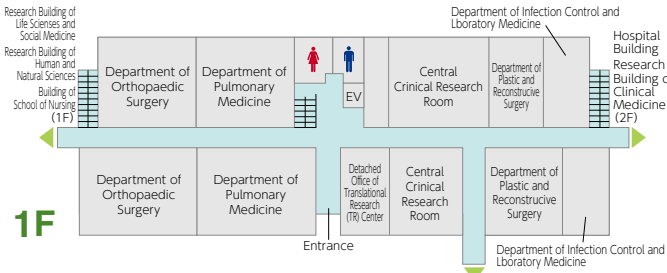 Research Building of
Life Scienses and
Social Medicine
Research Building of
Human and
Natural Sciences
Building of
School of Nursing
(1F)
Department of Infection Control and
Lboratory Medicine
Hospital
Building
Research
Building of
Clinical
Medicine
(2F)
Department of
Orthopaedic
Surgery
Department of
Pulmonary
Medicine
EV
Central
Clinical Research
Room
Department of
Plastic and
Reconstrucive
Surgery
Department of
Orthopaedic
Surgery
Department of
Pulmonary
Medicine
Detached
Office of
Translational
Research
(TR) Center
Central
Crinical
Research
Room
Department of
Plastic and
Reconstrucive
Surgery
1F
Entrance
Department of Infection Control and
Lboratory Medicine